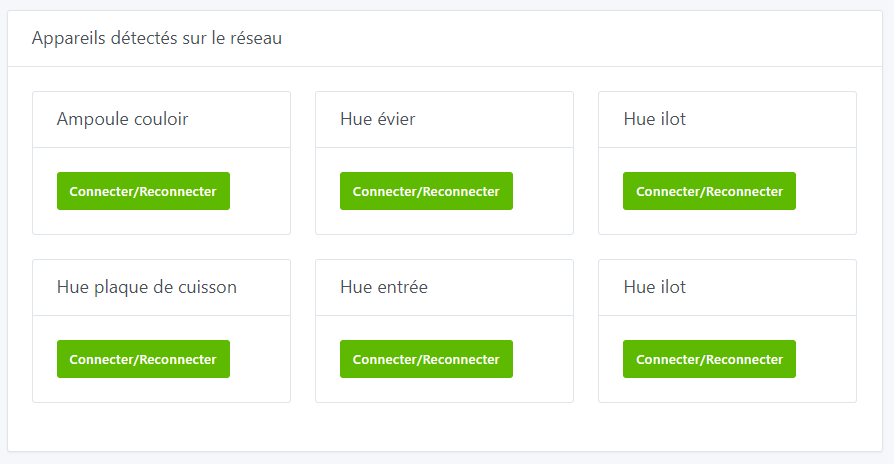 Appareils détectés sur le réseau
Ampoule couloir
Hue évier
Hue ilot
Connecter/Reconnecter
Connecter/Reconnecter
Connecter/Reconnecter
Hue plaque de cuisson
Hue entrée
Hue ilot
Connecter/Reconnecter
Connecter/Reconnecter
Connecter/Reconnecter